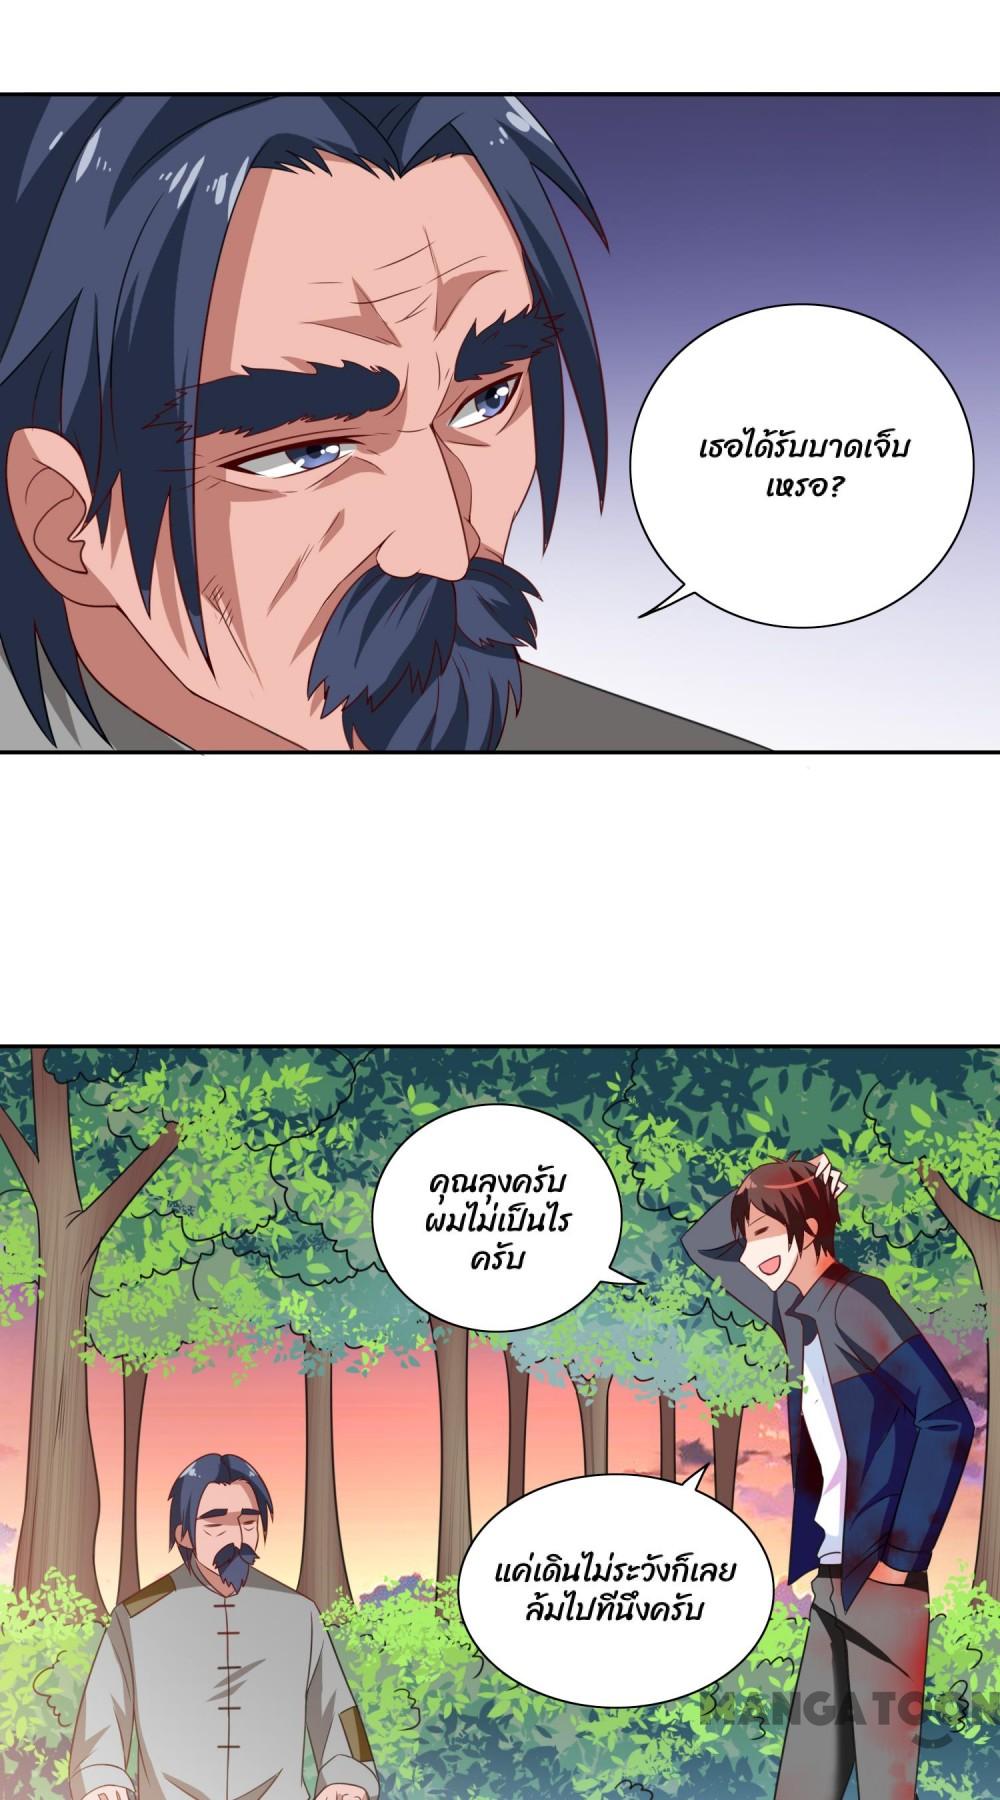 เธอได้รับบาดเจ็บ
เหรอ?
คุณลุงครับ
ผมไม่เป็นไร
ครับ
แค่เดินไม่ระวังก็เลย
ล้มไปทีนึงครับ
MANGATOON